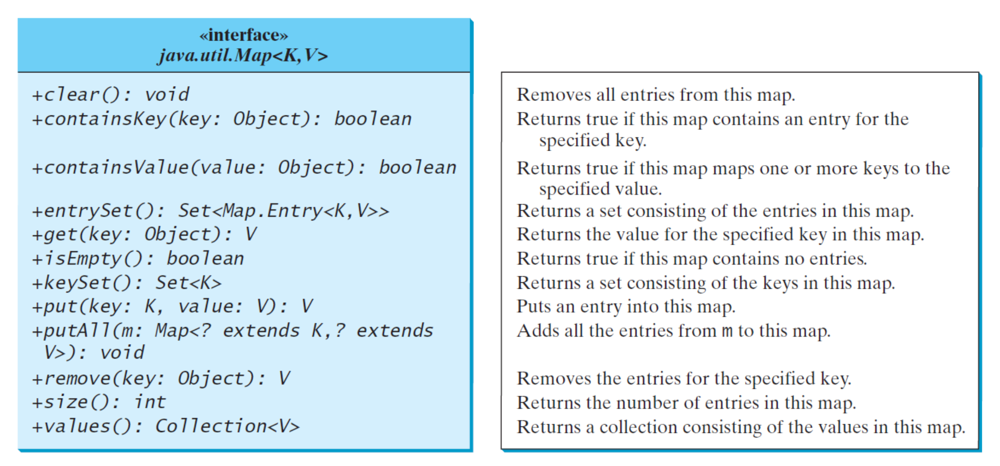 «interface»
java.util.Map<K,V>
+clear(): void
Removes all entries from this map.
+containsKey(key: Object): boolean
Returns true if this map contains an entry for the
specified key.
+containsValue(value: Object): boolean
Returns true if this map maps one or more keys to the
specified value.
+entrySet(): Set<Map.Entry<K,V>>
Returns a set consisting of the entries in this map.
+get(key: Object): V
Returns the value for the specified key in this map.
+isEmpty(): boolean
Returns true if this map contains no entries.
+keySet(): Set<K>
Returns a set consisting of the keys in this map.
+put(key: K, value: V): V
Puts an entry into this map.
+putAll(m: Map<? extends K,? extends
V>): void
Adds all the entries from m to this map.
+remove(key: Object): V
Removes the entries for the specified key.
+size(): int
Returns the number of entries in this map.
+values(): Collection<V>
Returns a collection consisting of the values in this map.